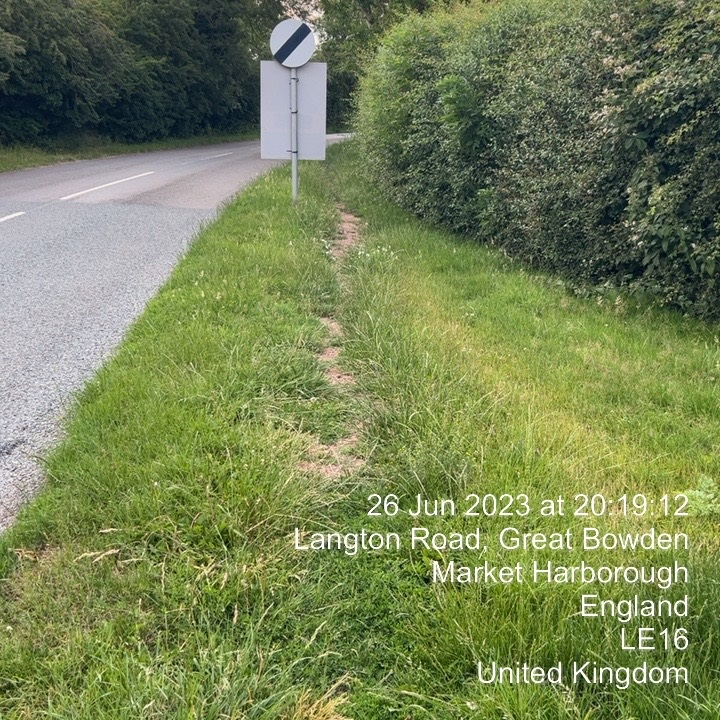 26 Jun 2023 at 20:19:12
Langton Road, Great Bowden
Market Harborough
England
LE16
United Kingdom